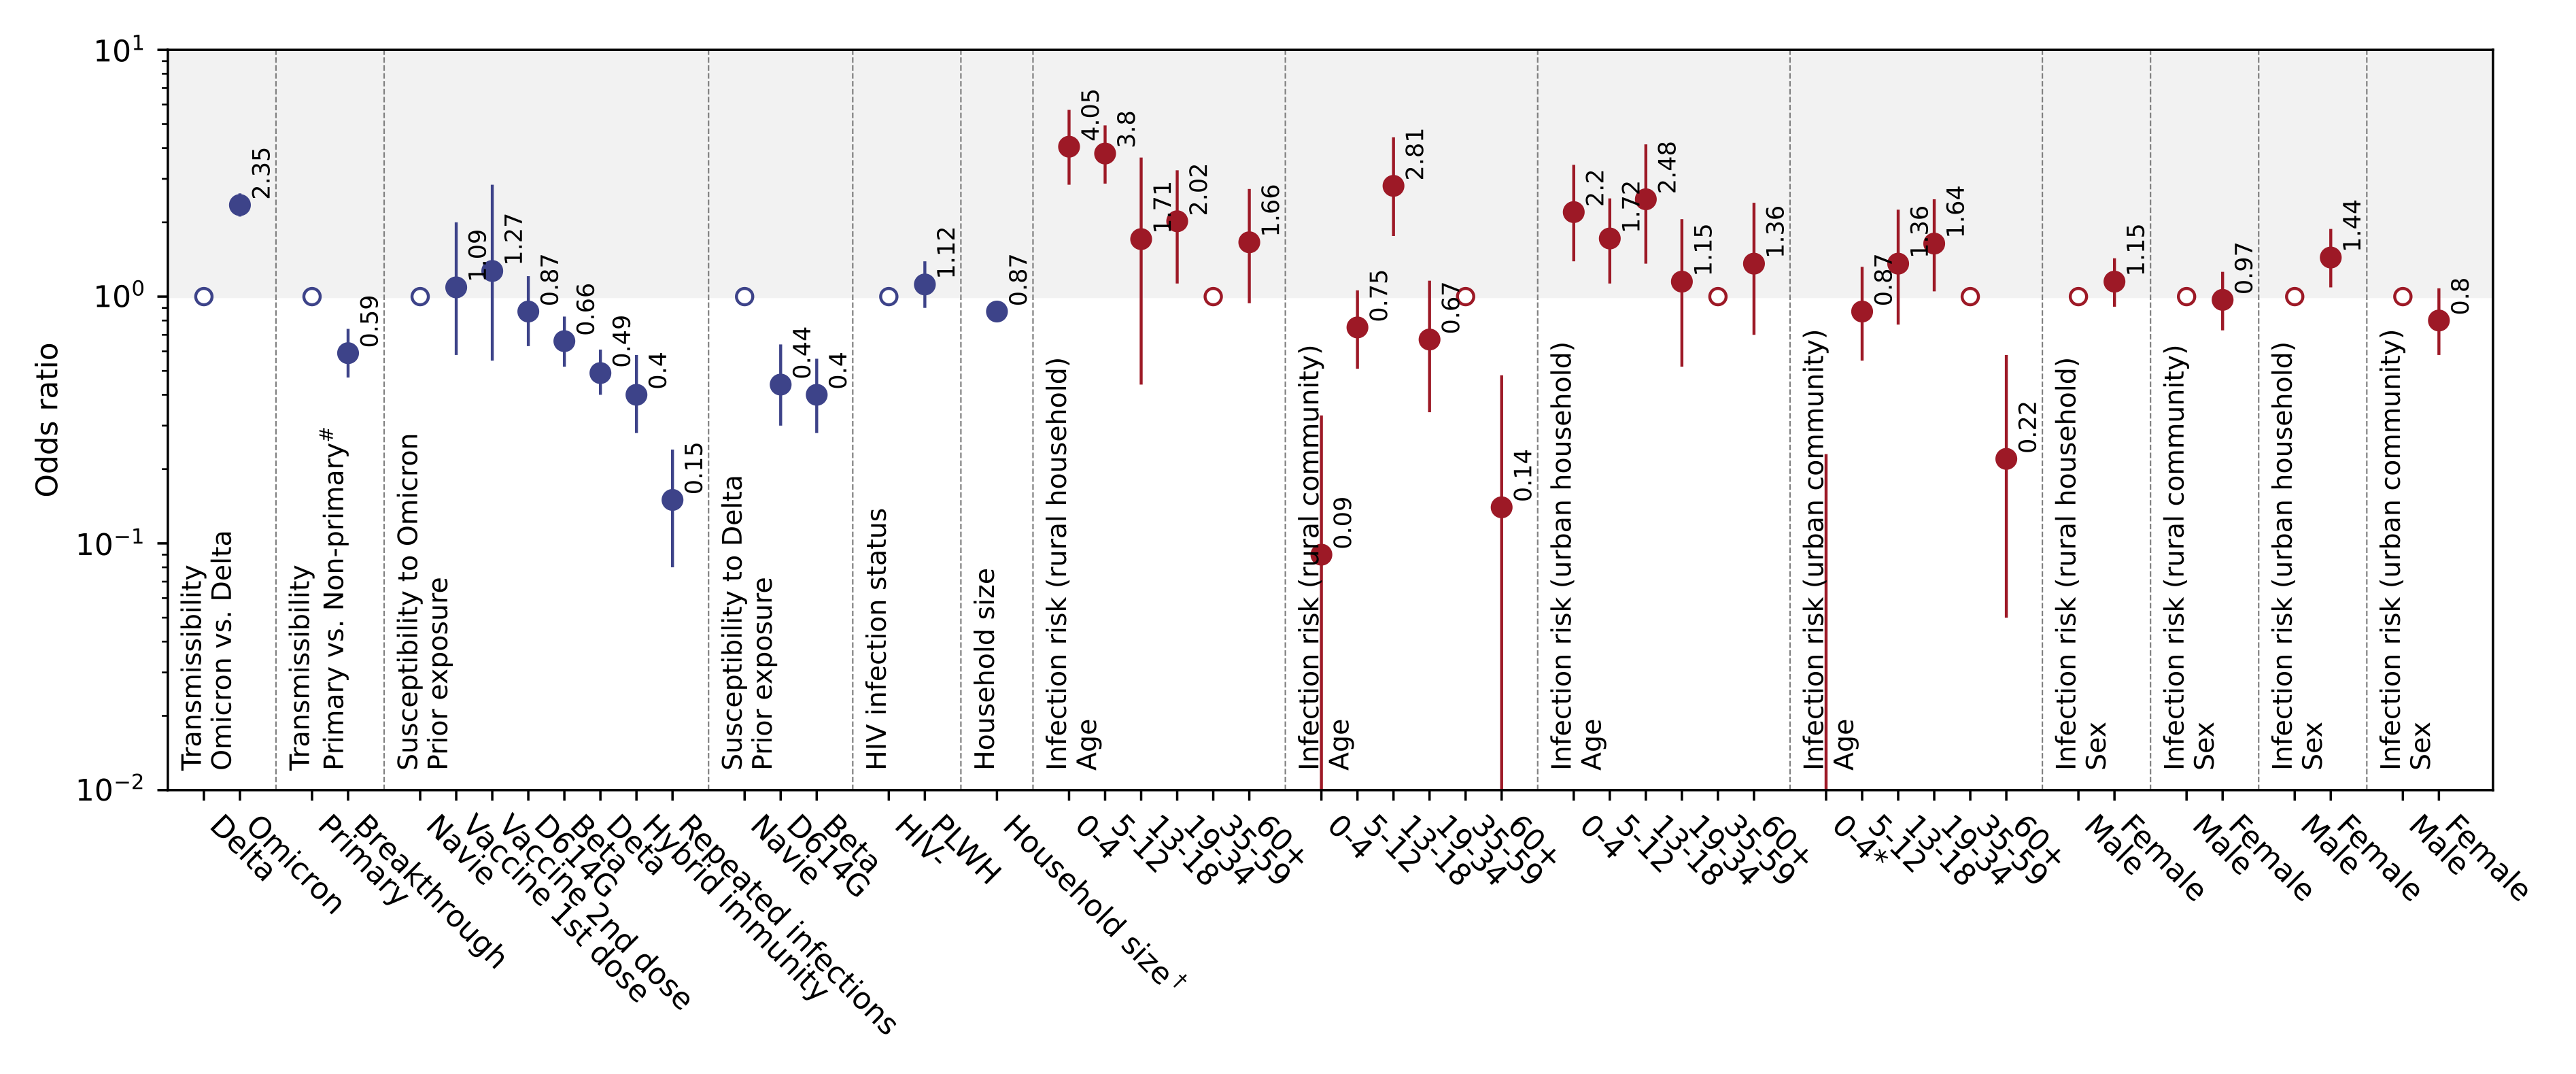 Odds ratio
10¹
10⁰
10⁻¹
10⁻²
Transmissibility
Omicron vs. Delta
2.35
Delta
Omicron
Transmissibility
Primary vs. Non-primary#
0.59
Primary
Breakthrough
Susceptibility to Omicron
Prior exposure
1.09
1.27
0.87
0.66
0.49
0.4
0.15
Navie
Vaccine 1st dose
Vaccine 2nd dose
D614G
Beta
Deta
Hybrid immunity
Repeated infections
Susceptibility to Delta
Prior exposure
0.44
0.4
Navie
D614G
Beta
HIV infection status
1.12
HIV-
PLWH
Household size
0.87
Household size †
Infection risk (rural household)
Age
4.05
3.8
1.71
2.02
1.66
0-4
5-12
13-18
19-34
35-59
60+
Infection risk (rural community)
Age
0.09
0.75
2.81
0.67
0.14
0-4
5-12
13-18
19-34
35-59
60+
Infection risk (urban household)
Age
2.2
1.72
2.48
1.15
1.36
0-4
5-12
13-18
19-34
35-59
60+
Infection risk (urban community)
Age
0.87
1.36
1.64
0.22
0-4*
5-12
13-18
19-34
35-59
60+
Infection risk (rural household)
Sex
1.15
Male
Female
Infection risk (rural community)
Sex
0.97
Male
Female
Infection risk (urban household)
Sex
1.44
Male
Female
Infection risk (urban community)
Sex
0.8
Male
Female